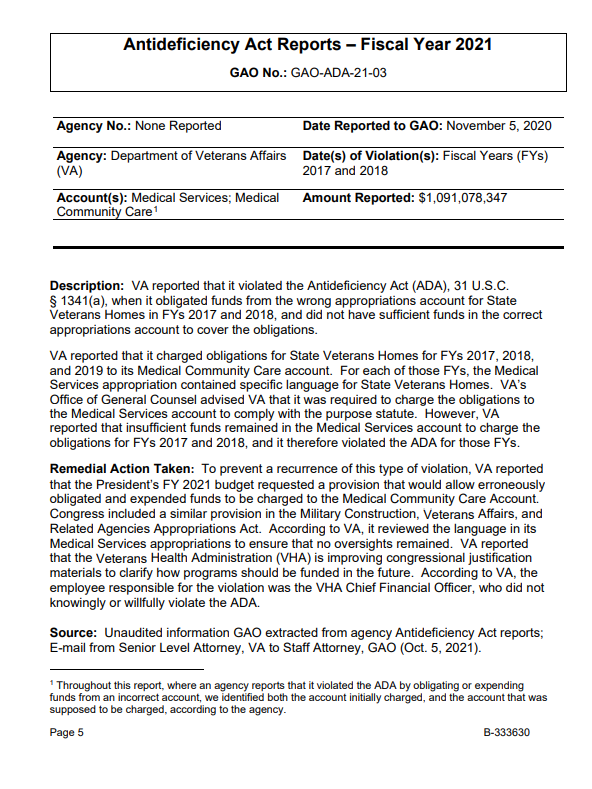 Antideficiency Act Reports – Fiscal Year 2021
GAO No.: GAO-ADA-21-03
Agency No.: None Reported
Date Reported to GAO: November 5, 2020
Agency: Department of Veterans Affairs
(VA)
Date(s) of Violation(s): Fiscal Years (FYs)
2017 and 2018
Account(s): Medical Services; Medical
Community Care¹
Amount Reported: $1,091,078,347
Description: VA reported that it violated the Antideficiency Act (ADA), 31 U.S.C.
§ 1341(a), when it obligated funds from the wrong appropriations account for State
Veterans Homes in FYs 2017 and 2018, and did not have sufficient funds in the correct
appropriations account to cover the obligations.
VA reported that it charged obligations for State Veterans Homes for FYs 2017, 2018,
and 2019 to its Medical Community Care account. For each of those FYs, the Medical
Services appropriation contained specific language for State Veterans Homes. VA’s
Office of General Counsel advised VA that it was required to charge the obligations to
the Medical Services account to comply with the purpose statute. However, VA
reported that insufficient funds remained in the Medical Services account to charge the
obligations for FYs 2017 and 2018, and it therefore violated the ADA for those FYs.
Remedial Action Taken: To prevent a recurrence of this type of violation, VA reported
that the President’s FY 2021 budget requested a provision that would allow erroneously
obligated and expended funds to be charged to the Medical Community Care Account.
Congress included a similar provision in the Military Construction, Veterans Affairs, and
Related Agencies Appropriations Act. According to VA, it reviewed the language in its
Medical Services appropriations to ensure that no oversights remained. VA reported
that the Veterans Health Administration (VHA) is improving congressional justification
materials to clarify how programs should be funded in the future. According to VA, the
employee responsible for the violation was the VHA Chief Financial Officer, who did not
knowingly or willfully violate the ADA.
Source: Unaudited information GAO extracted from agency Antideficiency Act reports;
E-mail from Senior Level Attorney, VA to Staff Attorney, GAO (Oct. 5, 2021).
¹ Throughout this report, where an agency reports that it violated the ADA by obligating or expending
funds from an incorrect account, we identified both the account initially charged, and the account that was
supposed to be charged, according to the agency.
Page 5
B-333630